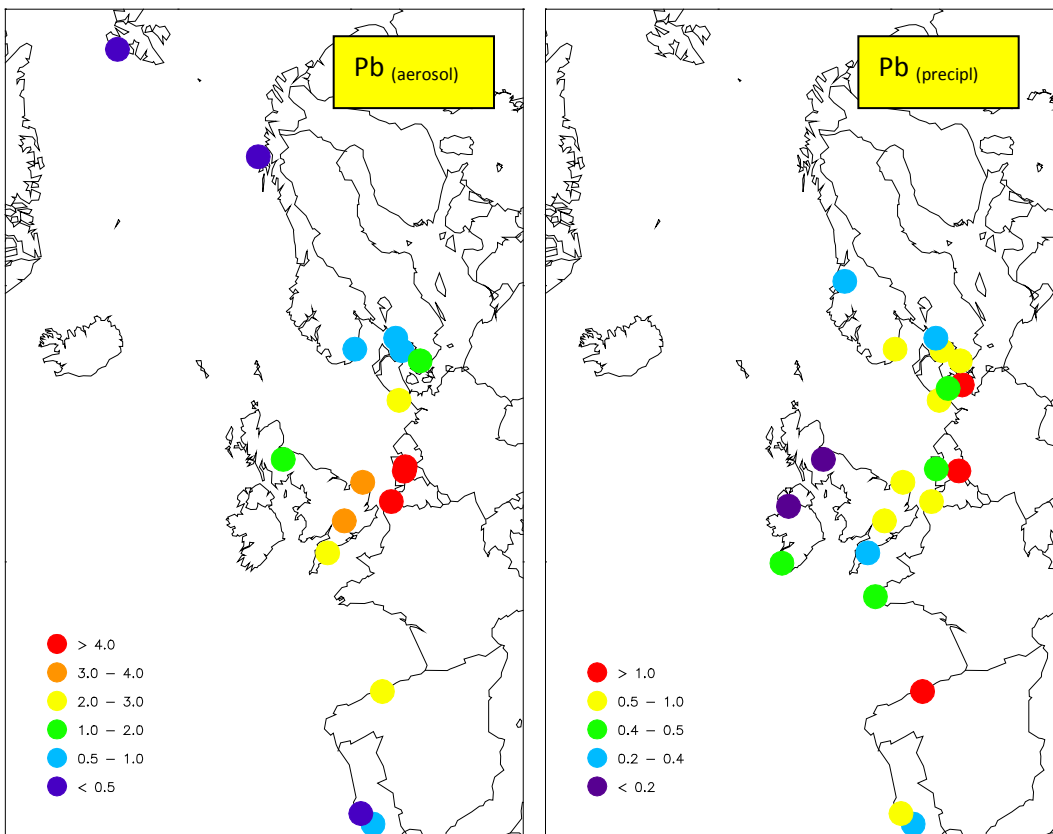 Pb (aerosol)
> 4.0
3.0 – 4.0
2.0 – 3.0
1.0 – 2.0
0.5 – 1.0
< 0.5
Pb (precipl)
> 1.0
0.5 – 1.0
0.4 – 0.5
0.2 – 0.4
< 0.2